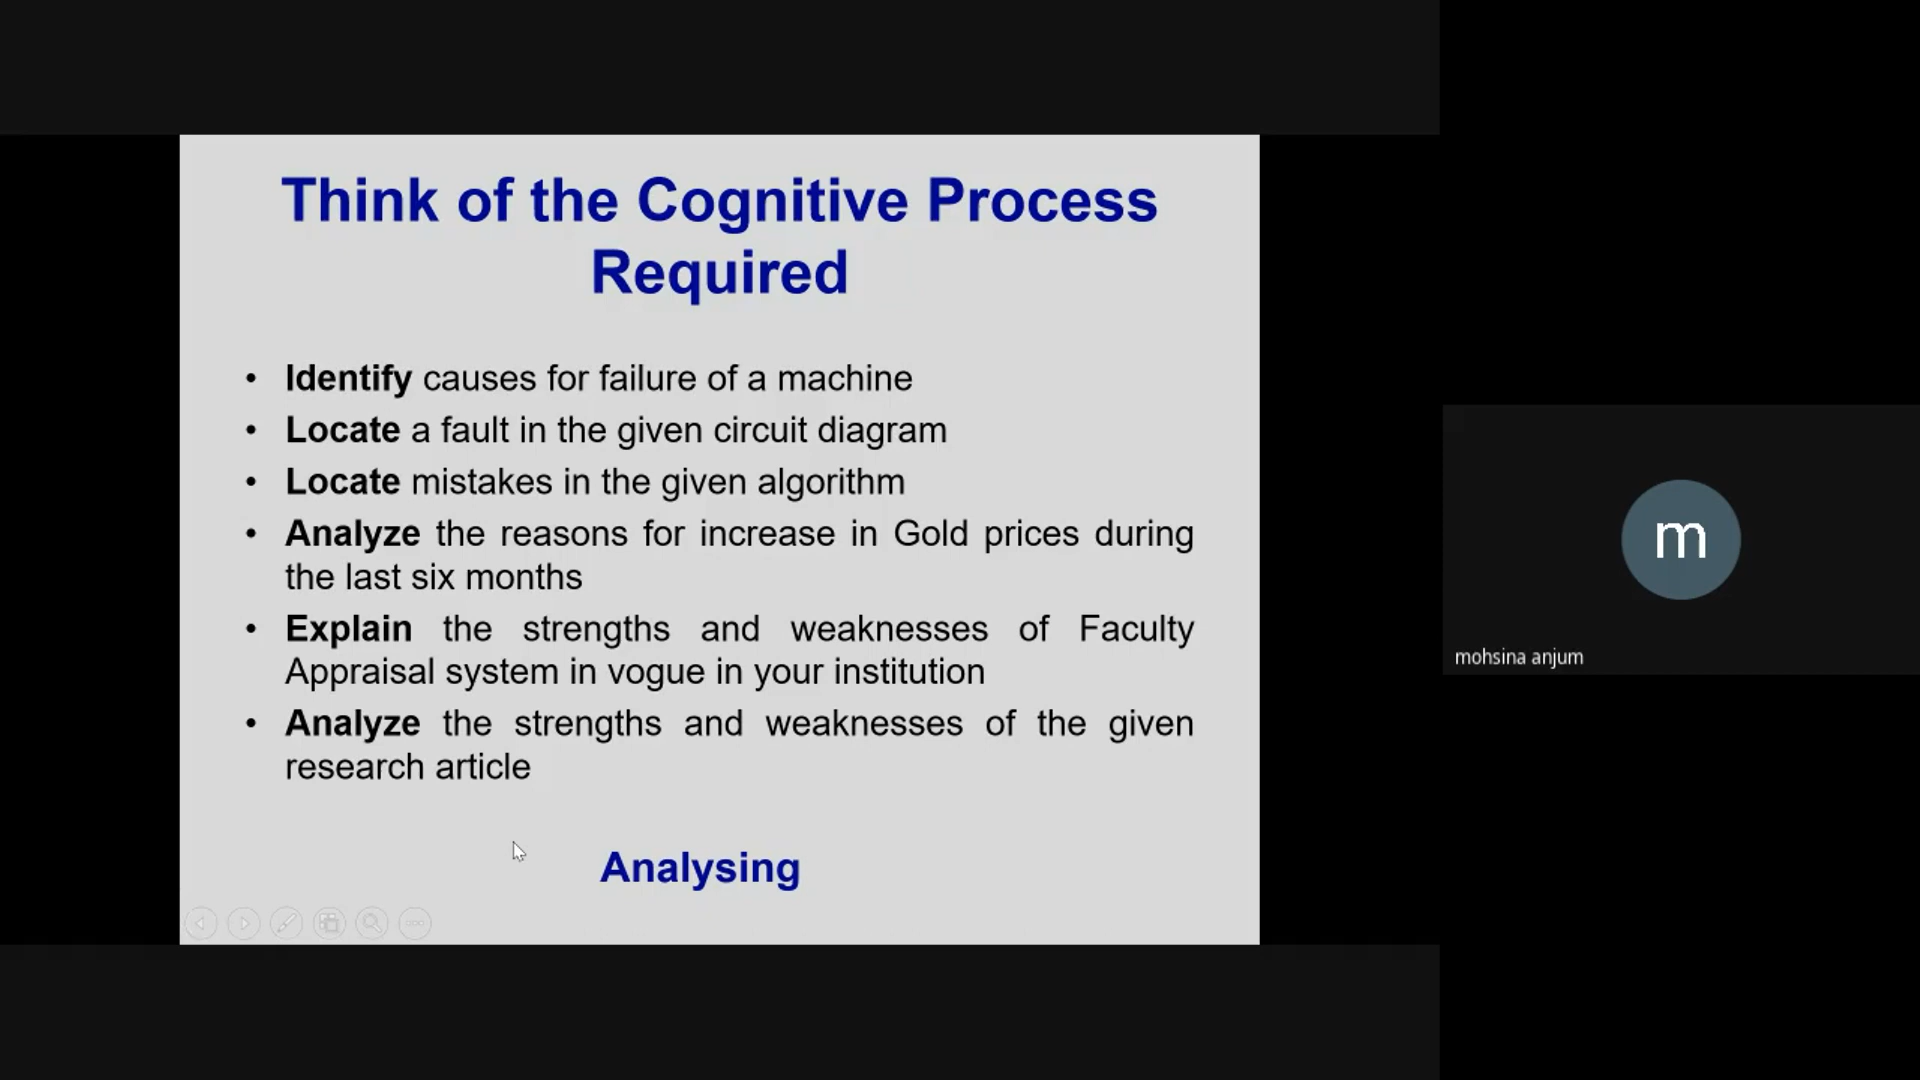 Think of the Cognitive Process
Required
• Identify causes for failure of a machine
• Locate a fault in the given circuit diagram
• Locate mistakes in the given algorithm
• Analyze the reasons for increase in Gold prices during
the last six months
• Explain the strengths and weaknesses of Faculty
Appraisal system in vogue in your institution
• Analyze the strengths and weaknesses of the given
research article
Analysing
m
mohsina anjum